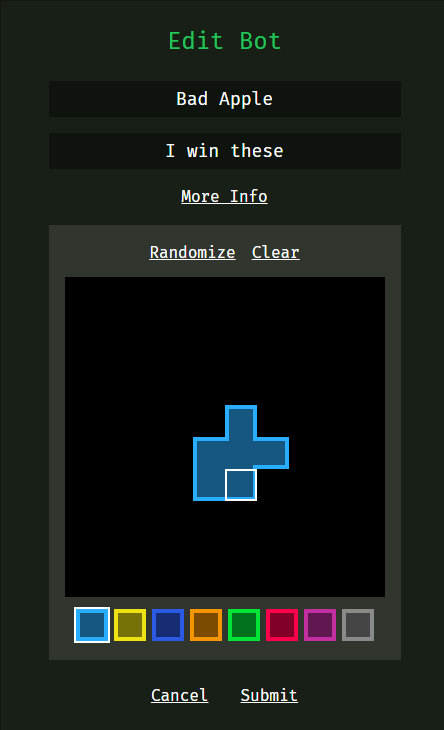 Edit Bot
Bad Apple
I win these
More Info
Randomize Clear
Cancel Submit